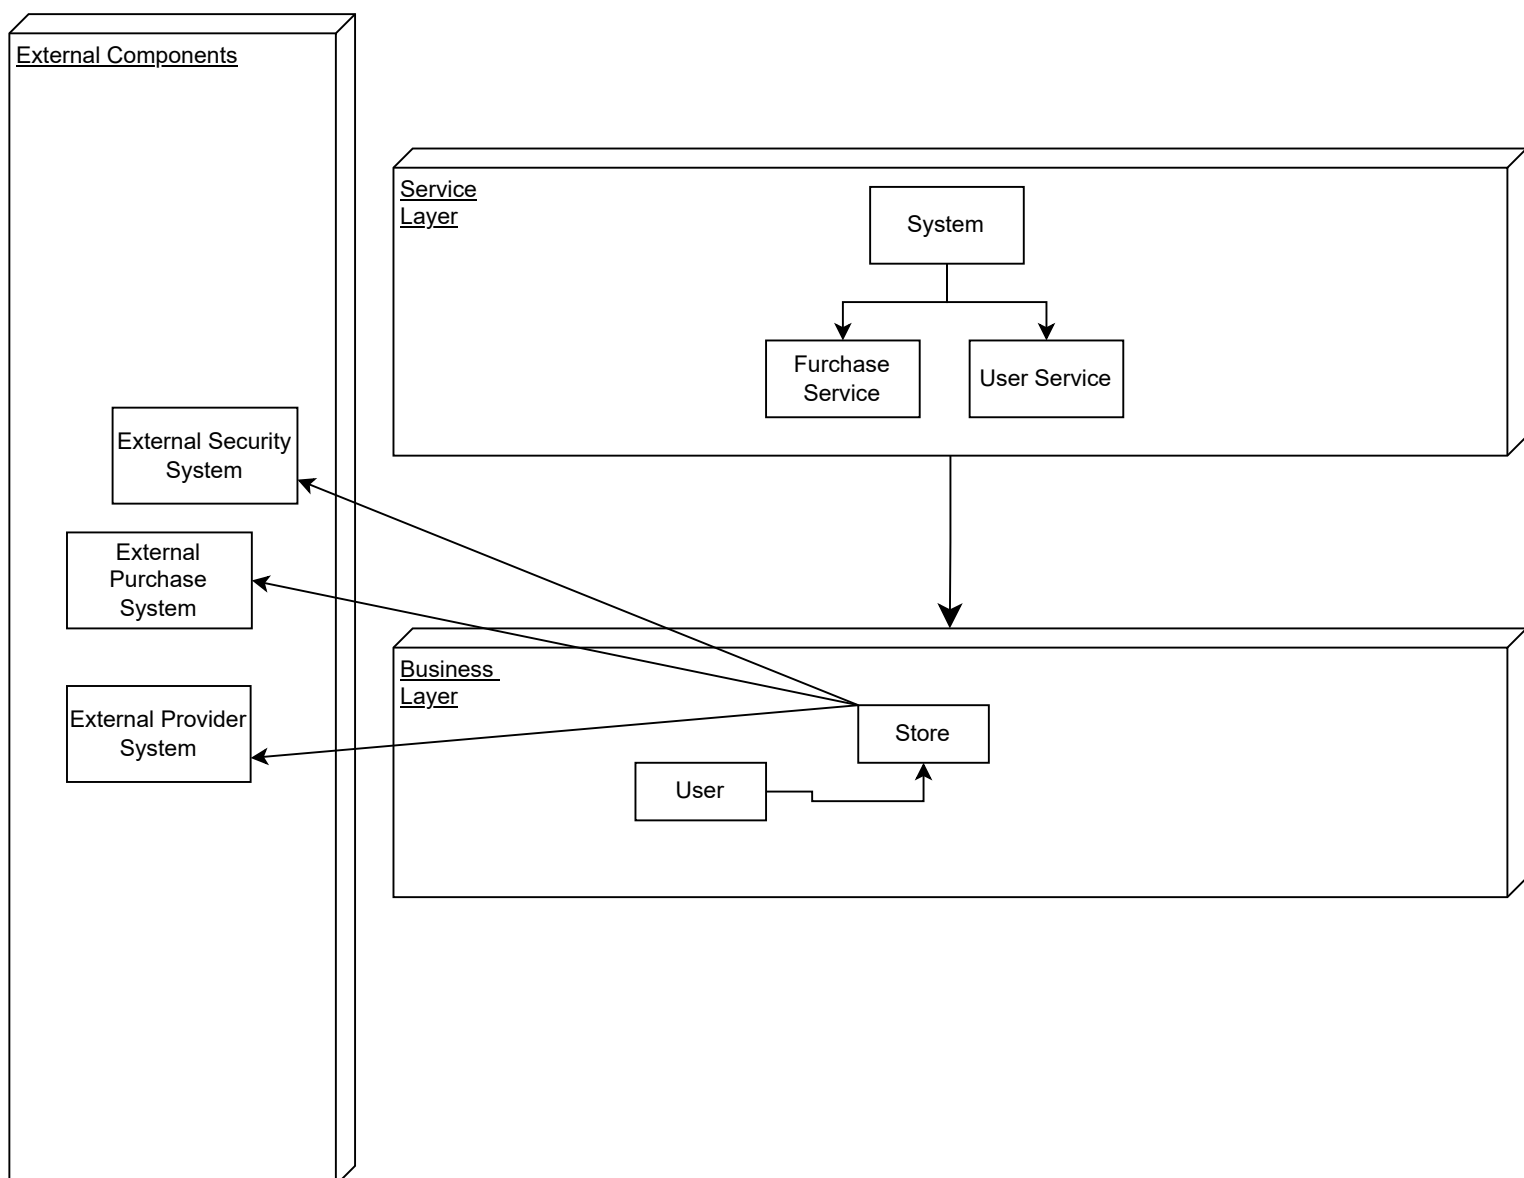 External Components
Service
Layer
System
Furchase
Service
User Service
External Security
System
External
Purchase
System
External Provider
System
Business
Layer
Store
User